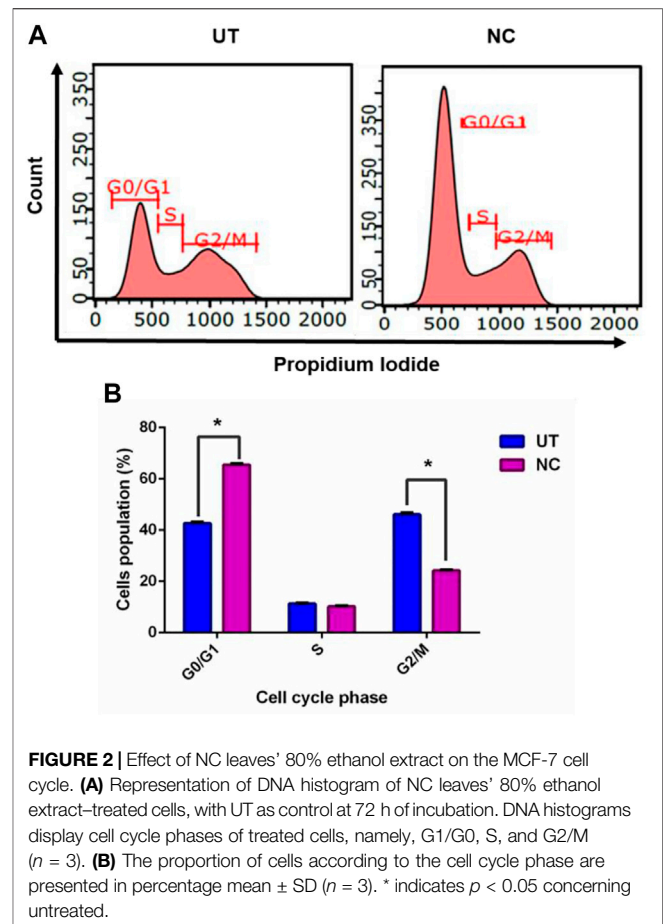 A
UT
NC
Count
350
250
150
50
0
G0/G1
S
G2/M
0 500 1000 1500 2000
350
250
150
50
0
G0/G1
S
G2/M
0 500 1000 1500 2000
Propidium Iodide
B
Cells population (%)
80
60
40
20
0
*
*
UT
NC
G0/G1
S
G2/M
Cell cycle phase
FIGURE 2 | Effect of NC leaves’ 80% ethanol extract on the MCF-7 cell
cycle. (A) Representation of DNA histogram of NC leaves’ 80% ethanol
extract–treated cells, with UT as control at 72 h of incubation. DNA histograms
display cell cycle phases of treated cells, namely, G1/G0, S, and G2/M
(n = 3). (B) The proportion of cells according to the cell cycle phase are
presented in percentage mean ± SD (n = 3). * indicates p < 0.05 concerning
untreated.